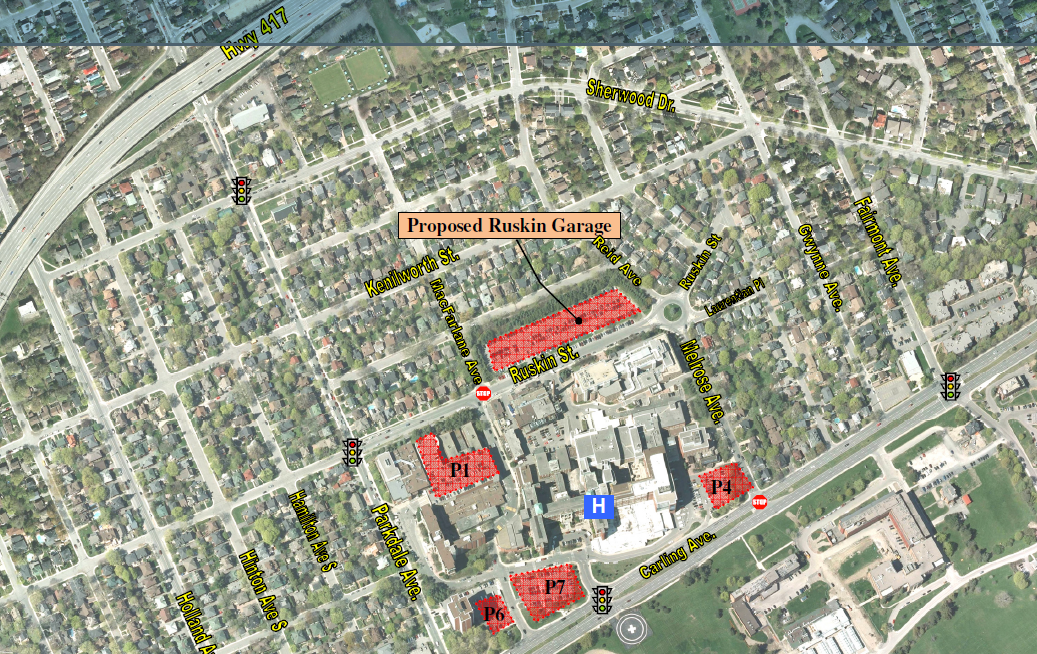 Hwy 417
Sherwood Dr.
Proposed Ruskin Garage
Fairmont Ave.
Gwynne Ave.
Reid Ave
Ruskin St
Kenilworth St.
Laurentian Pl
MacFarlane Ave
Ruskin St.
Melrose Ave.
STOP
P1
P4
H
STOP
Hamilton Ave S
Parkdale Ave.
Carling Ave.
Hinton Ave S
P7
P6
Holland A